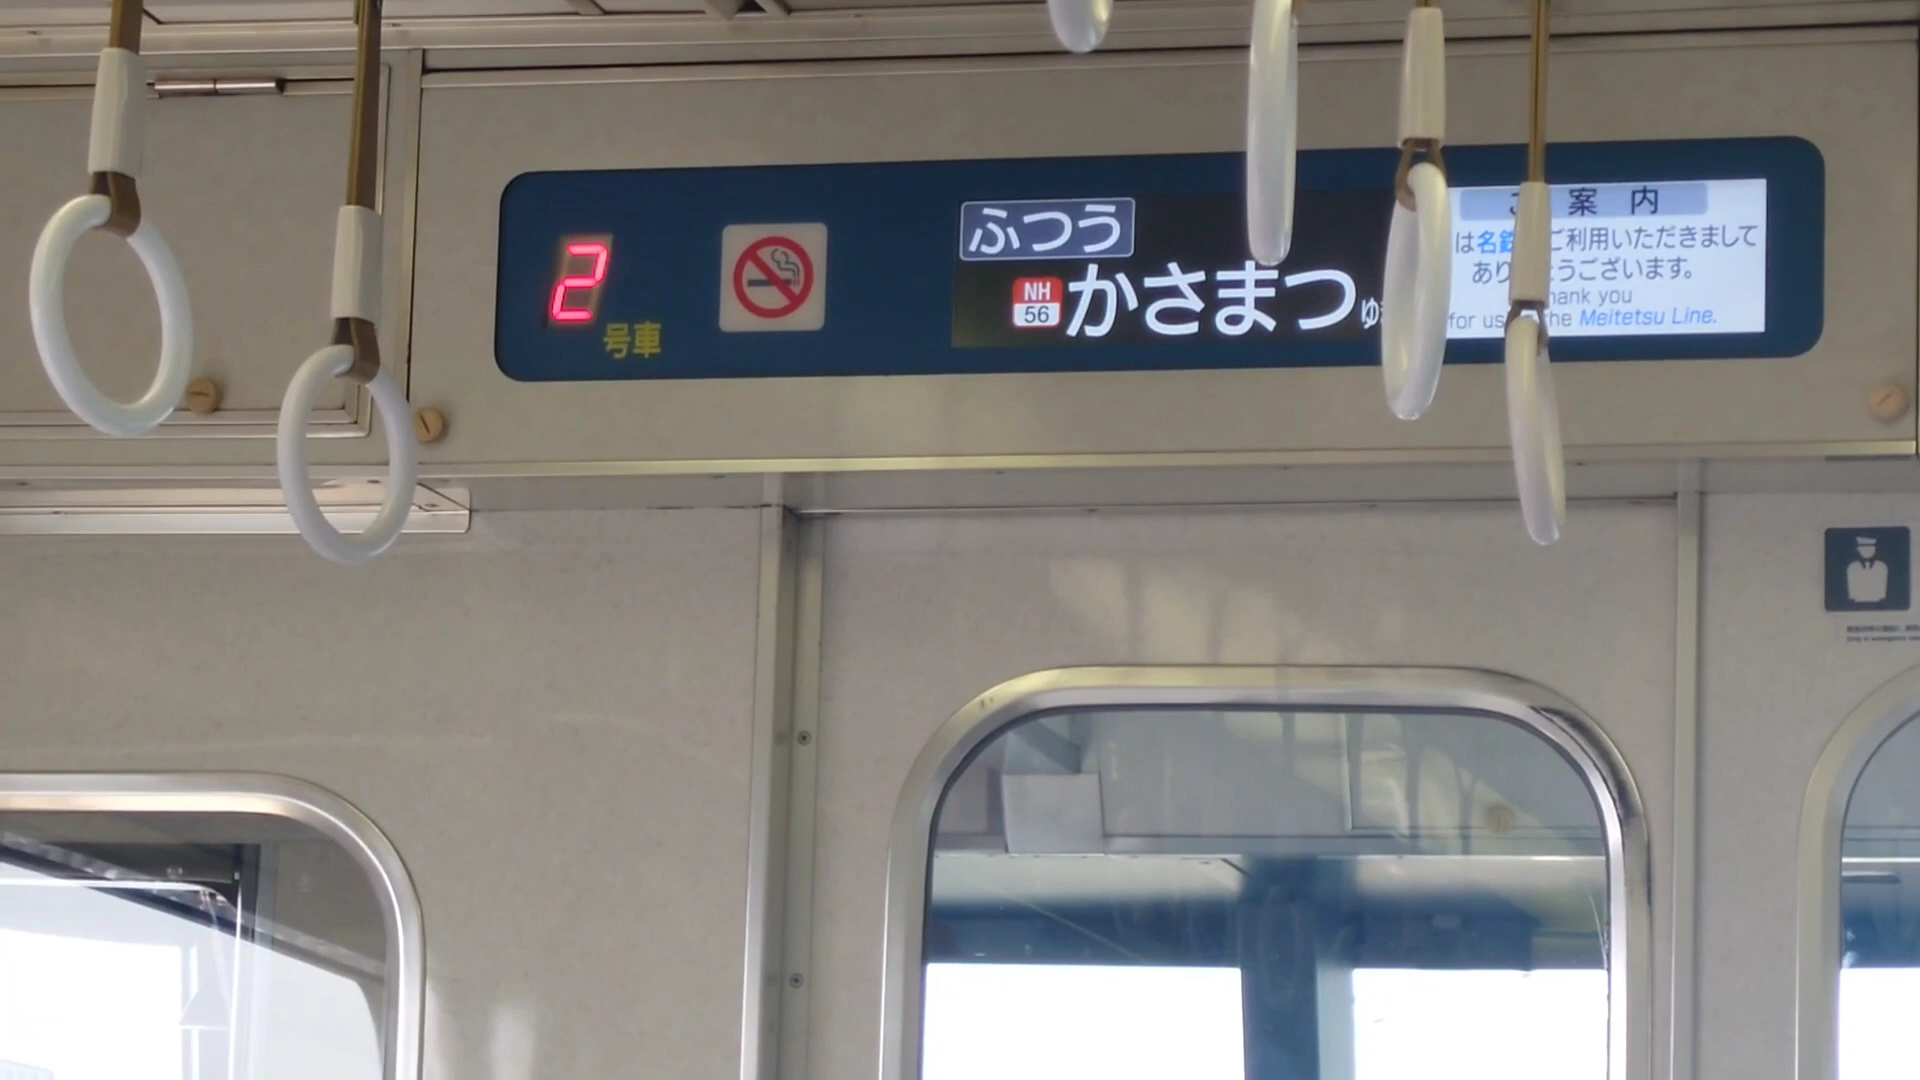 2
号車
ふつう
NH
56
かさまつ ゆ
案 内
は名 ご利用いただきまして
あり うございます。
hank you
for us the Meitetsu Line.